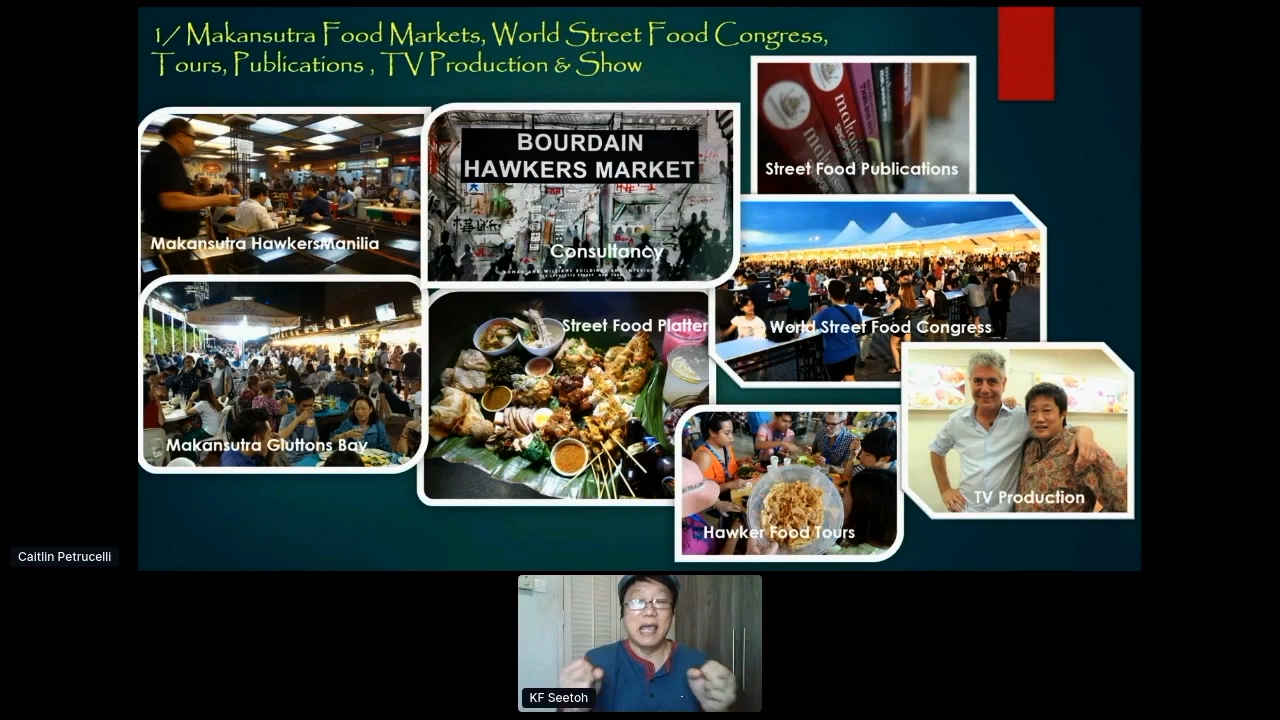 1/ Makansutra Food Markets, World Street Food Congress,
Tours, Publications , TV Production & Show
Street Food Publications
BOURDAIN
HAWKERS MARKET
Consultancy
Makansutra HawkersManilia
World Street Food Congress
Street Food Platter
Makansutra Gluttons Bay
TV Production
Hawker Food Tours
Caitlin Petrucelli
KF Seetoh